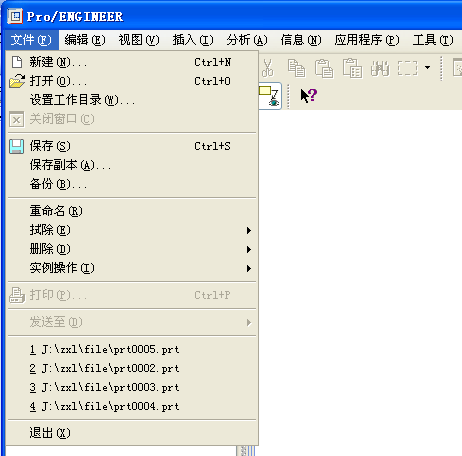 Pro/ENGINEER
文件(F) 编辑(E) 视图(V) 插入(I) 分析(A) 信息(N) 应用程序(P) 工具(T)
新建(N)... Ctrl+N
打开(O)... Ctrl+O
设置工作目录(W)...
关闭窗口(C)
保存(S) Ctrl+S
保存副本(A)...
备份(B)...
重命名(R)
拭除(E)
删除(D)
实例操作(I)
打印(P)... Ctrl+P
发送至(D)
1 J:\zxl\file\prt0005.prt
2 J:\zxl\file\prt0002.prt
3 J:\zxl\file\prt0003.prt
4 J:\zxl\file\prt0004.prt
退出(X)